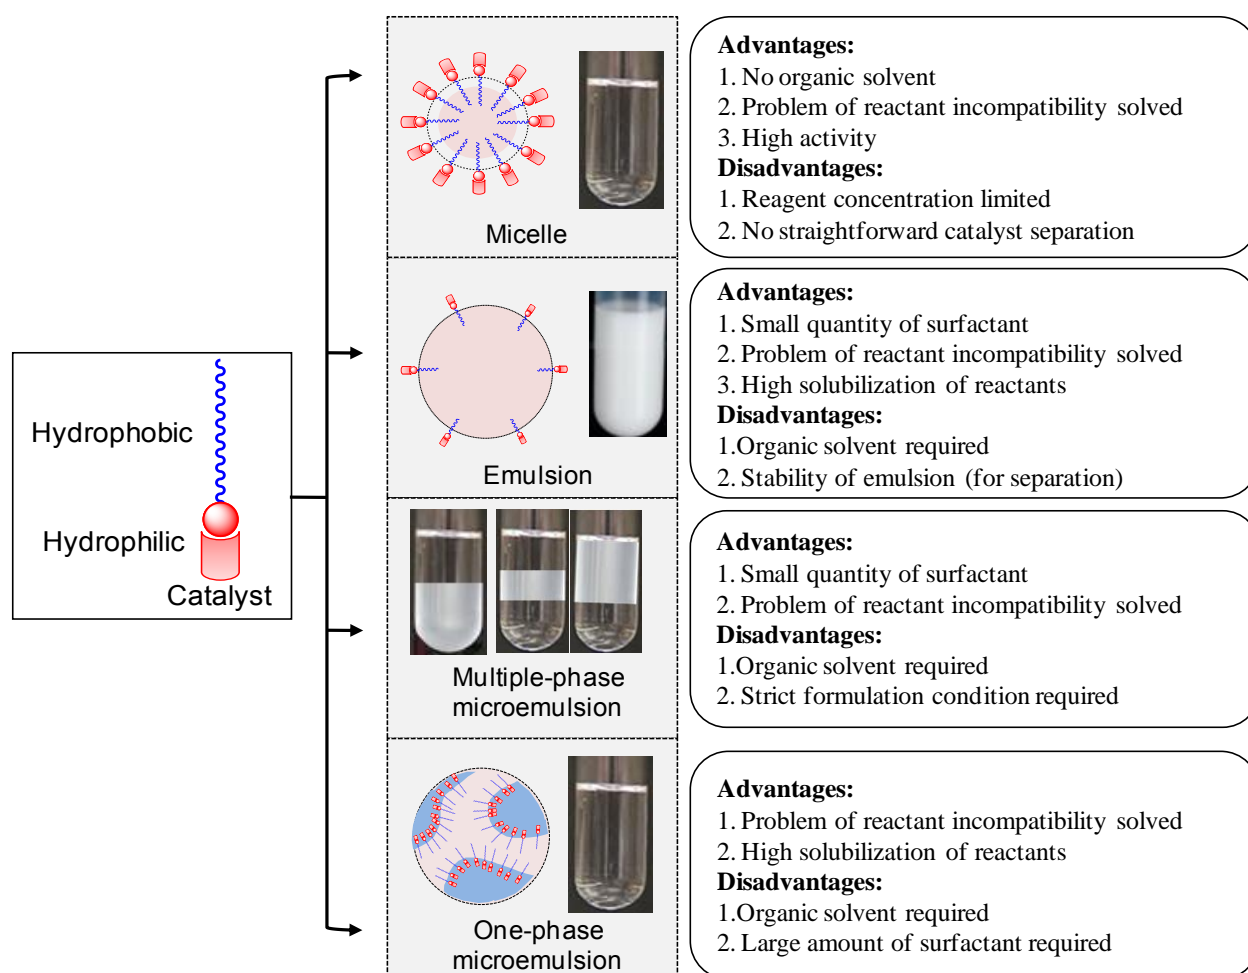 Hydrophobic
Hydrophilic
Catalyst
Micelle
Advantages:
1. No organic solvent
2. Problem of reactant incompatibility solved
3. High activity
Disadvantages:
1. Reagent concentration limited
2. No straightforward catalyst separation
Emulsion
Advantages:
1. Small quantity of surfactant
2. Problem of reactant incompatibility solved
3. High solubilization of reactants
Disadvantages:
1.Organic solvent required
2. Stability of emulsion (for separation)
Multiple-phase
microemulsion
Advantages:
1. Small quantity of surfactant
2. Problem of reactant incompatibility solved
Disadvantages:
1.Organic solvent required
2. Strict formulation condition required
One-phase
microemulsion
Advantages:
1. Problem of reactant incompatibility solved
2. High solubilization of reactants
Disadvantages:
1.Organic solvent required
2. Large amount of surfactant required